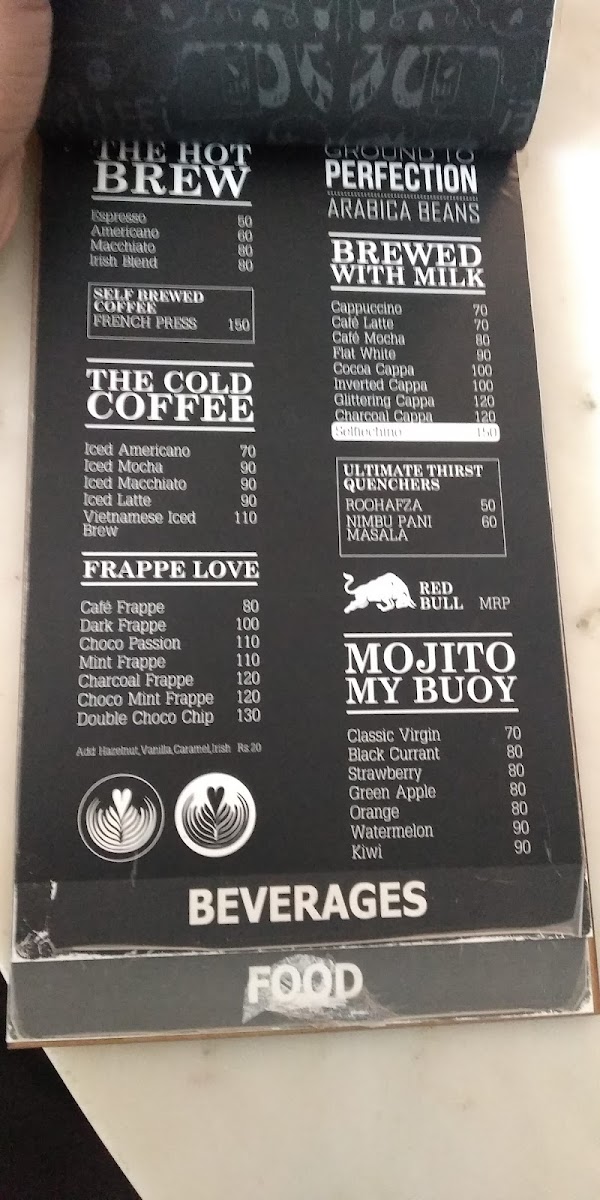 THE HOT
BREW
Espresso 50
Americano 60
Macchiato 80
Irish Blend 80
SELF BREWED
COFFEE
FRENCH PRESS 150
THE COLD
COFFEE
Iced Americano 70
Iced Mocha 90
Iced Macchiato 90
Iced Latte 90
Vietnamese Iced 110
Brew
FRAPPE LOVE
Café Frappe 80
Dark Frappe 100
Choco Passion 110
Mint Frappe 110
Charcoal Frappe 120
Choco Mint Frappe 120
Double Choco Chip 130
Add Hazelnut,Vanilla,Caramel,Irish Rs 20
GROUND TO
PERFECTION
ARABICA BEANS
BREWED
WITH MILK
Cappuccino 70
Café Latte 70
Café Mocha 80
Flat White 90
Cocoa Cappa 100
Inverted Cappa 100
Glittering Cappa 120
Charcoal Cappa 120
Selfiechino 150
ULTIMATE THIRST
QUENCHERS
ROOHAFZA 50
NIMBU PANI 60
MASALA
RED
BULL MRP
MOJITO
MY BUOY
Classic Virgin 70
Black Currant 80
Strawberry 80
Green Apple 80
Orange 80
Watermelon 90
Kiwi 90
BEVERAGES
FOOD